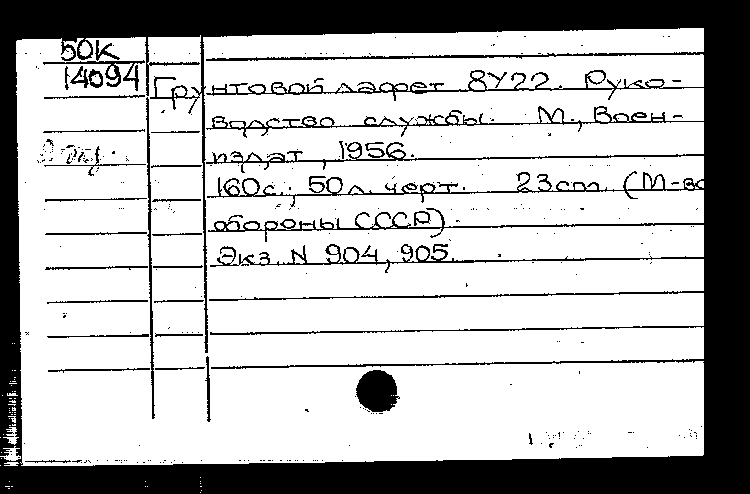 50К
14094
Грунтовой лафет 8У22. Руко-
водство службы. М., Воен-
издат, 1956.
160с.; 50л. черт. 23см. (М-во
обороны СССР).
Экз. N 904, 905.